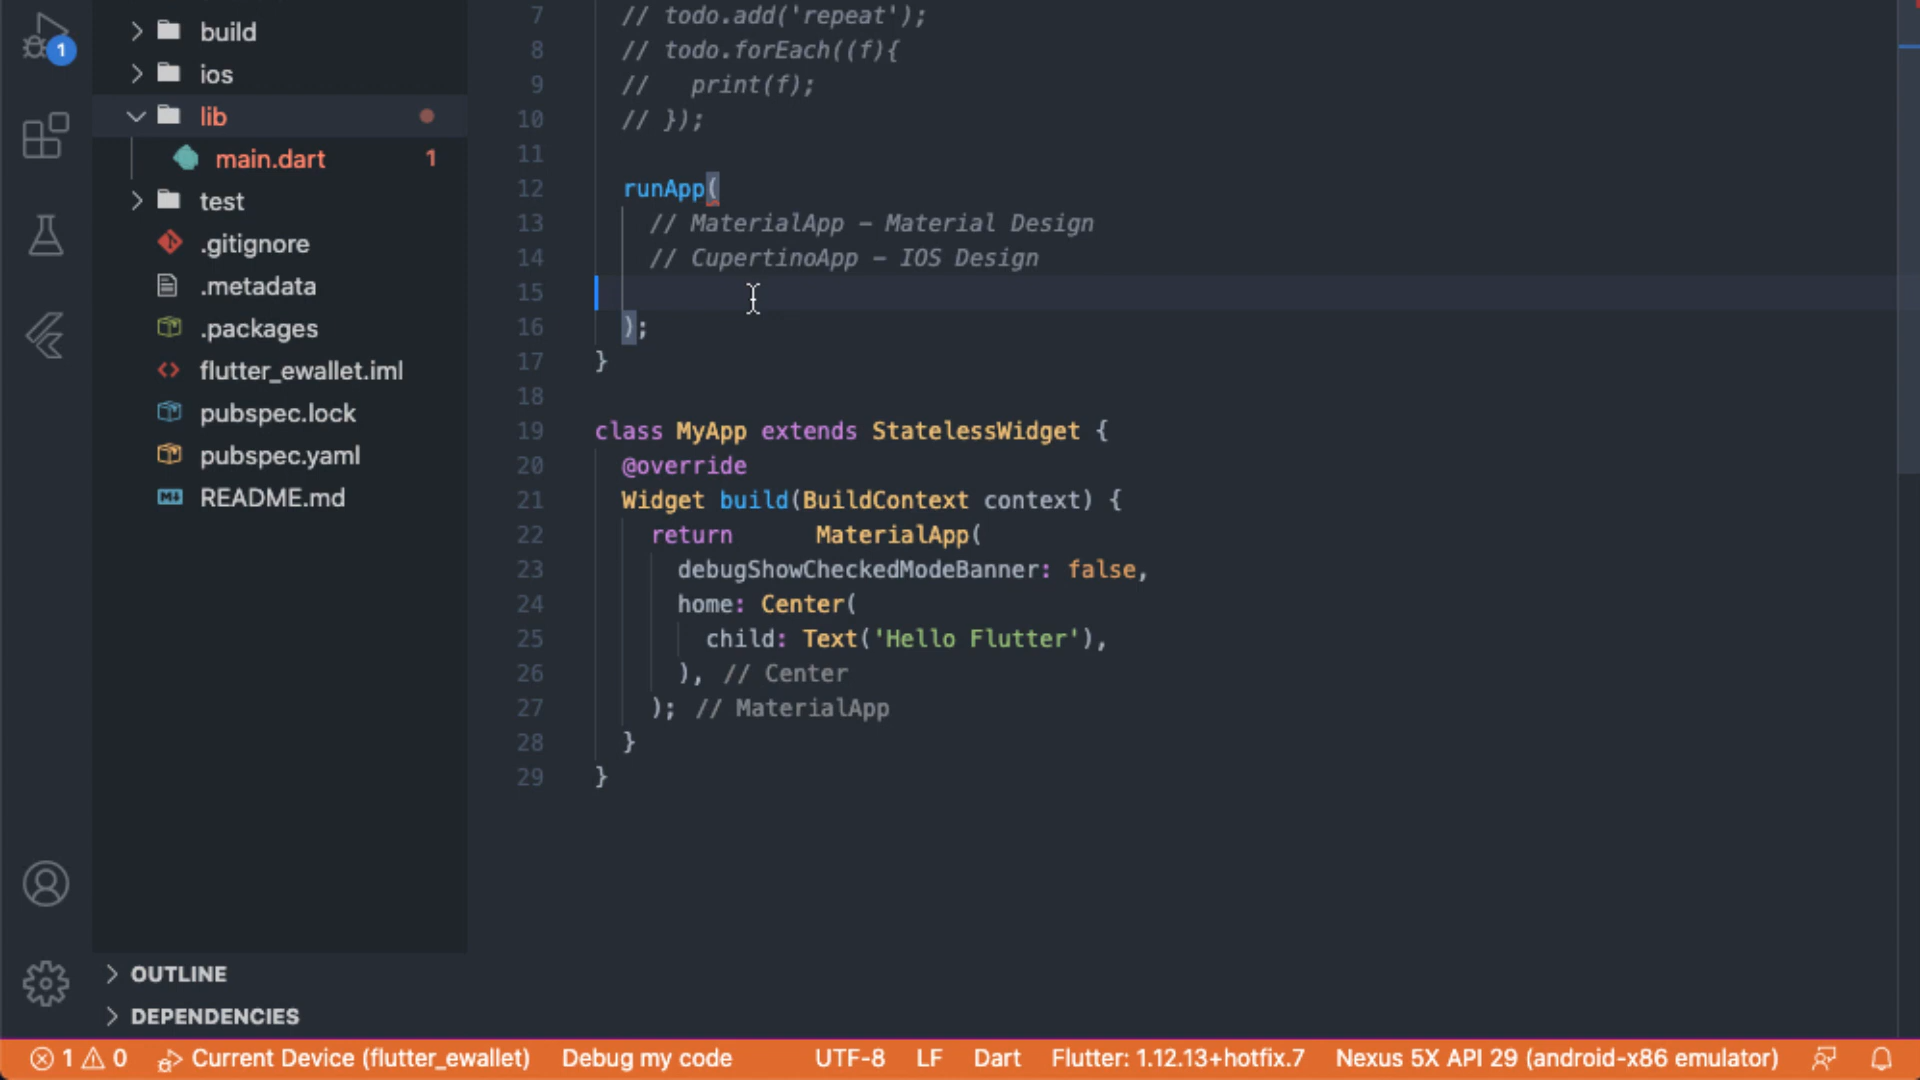 1
build
ios
lib
main.dart 1
test
.gitignore
.metadata
.packages
flutter_ewallet.iml
pubspec.lock
pubspec.yaml
README.md
OUTLINE
DEPENDENCIES
7 // todo.add('repeat');
8 // todo.forEach((f){
9 //   print(f);
10 // });
11
12 runApp(
13 // MaterialApp - Material Design
14 // CupertinoApp - IOS Design
15
16 );
17 }
18
19 class MyApp extends StatelessWidget {
20 @override
21 Widget build(BuildContext context) {
22 return      MaterialApp(
23 debugShowCheckedModeBanner: false,
24 home: Center(
25 child: Text('Hello Flutter'),
26 ), // Center
27 ); // MaterialApp
28 }
29 }
1 0 Current Device (flutter_ewallet) Debug my code UTF-8 LF Dart Flutter: 1.12.13+hotfix.7 Nexus 5X API 29 (android-x86 emulator)